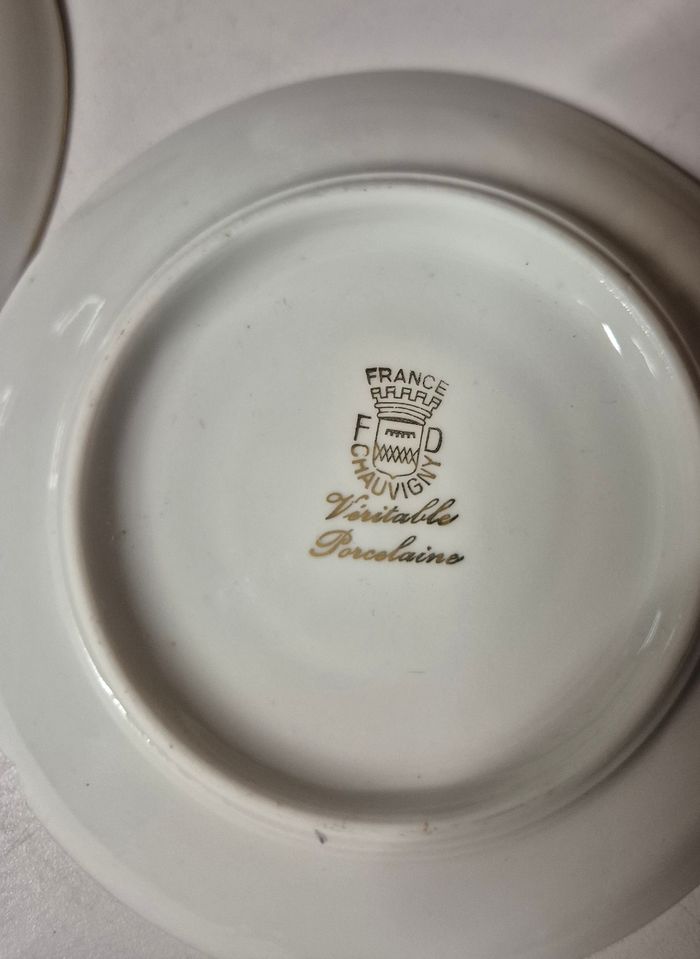 FRANCE
F D
CHAUVIGNY
Véritable
Porcelaine